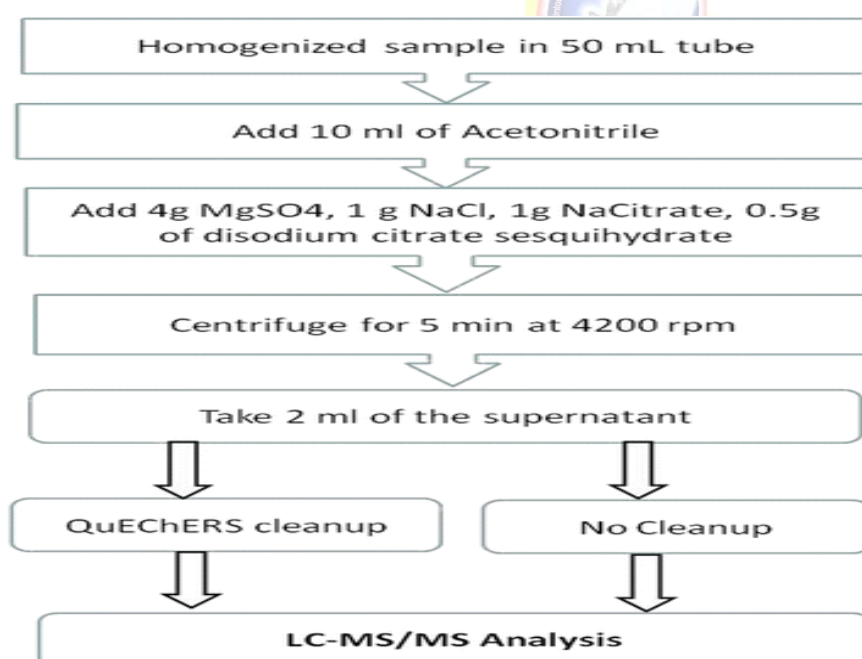 Homogenized sample in 50 mL tube
Add 10 ml of Acetonitrile
Add 4g MgSO4, 1 g NaCl, 1g NaCitrate, 0.5g
of disodium citrate sesquihydrate
Centrifuge for 5 min at 4200 rpm
Take 2 ml of the supernatant
QuEChERS cleanup
No Cleanup
LC-MS/MS Analysis